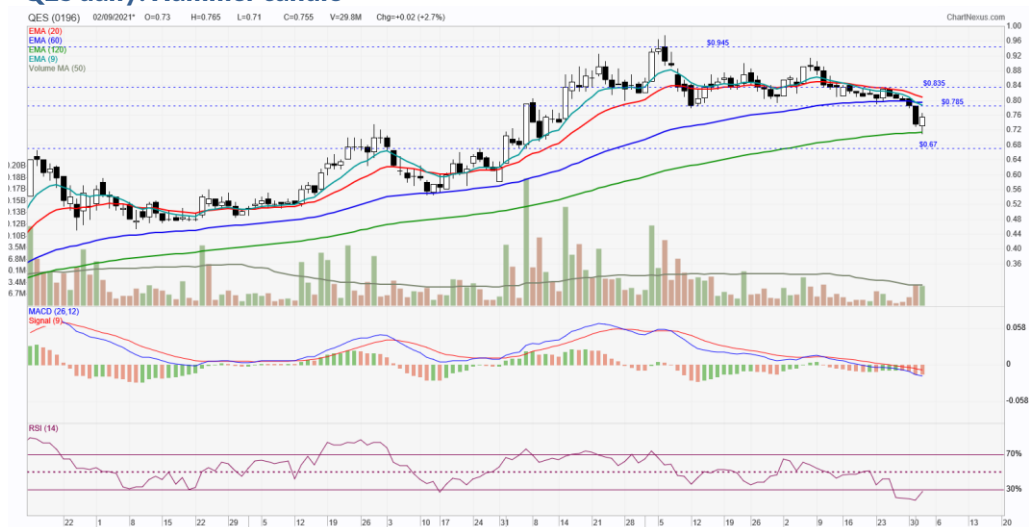 QES daily: Hammer candle
QES (0196) 02/09/2021* O=0.73 H=0.765 L=0.71 C=0.755 V=29.8M Chg=+0.02 (+2.7%) ChartNexus.com
EMA (20)
EMA (60)
EMA (120)
EMA (9)
Volume MA (50)
1.00
0.96
0.92
0.88
0.84
0.80
0.76
0.72
0.68
0.64
0.60
0.56
0.52
0.48
0.44
0.40
0.36
$0.945
$0.835
$0.785
$0.67
.20B
.18B
.17B
.15B
.13B
.12B
).10B
3.5M
6.8M
0.1M
3.4M
6.7M
MACD (26,12)
Signal (9)
0.058
0
-0.058
RSI (14)
70%
30%
22 1 8 15 22 29 5 12 19 26 3 10 17 24 31 7 14 21 28 5 12 19 26 2 9 16 23 30 6 13 20